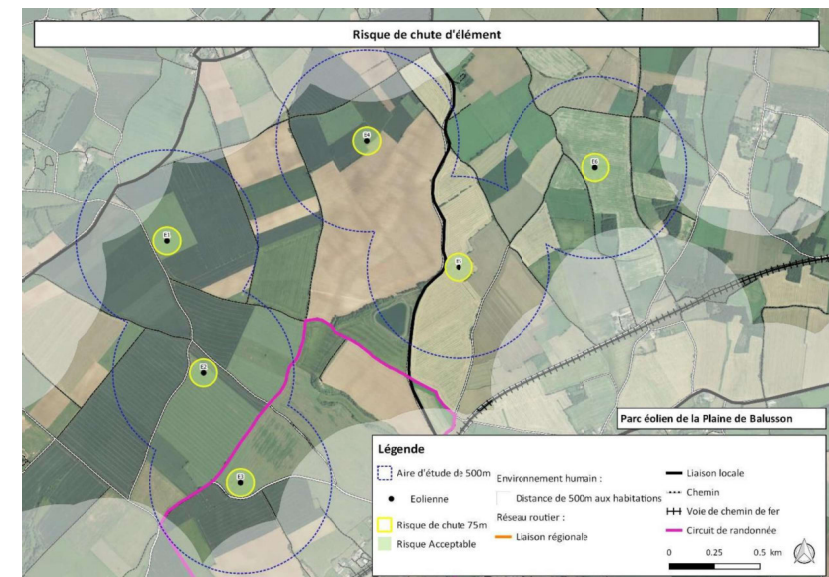 Risque de chute d'élément
E4
E6
E1
E5
E2
E3
Parc éolien de la Plaine de Balusson
Légende
Aire d'étude de 500m
Eolienne
Risque de chute 75m
Risque Acceptable
Environnement humain :
Distance de 500m aux habitations
Réseau routier :
Liaison régionale
Liaison locale
Chemin
Voie de chemin de fer
Circuit de randonnée
0 0.25 0.5 km